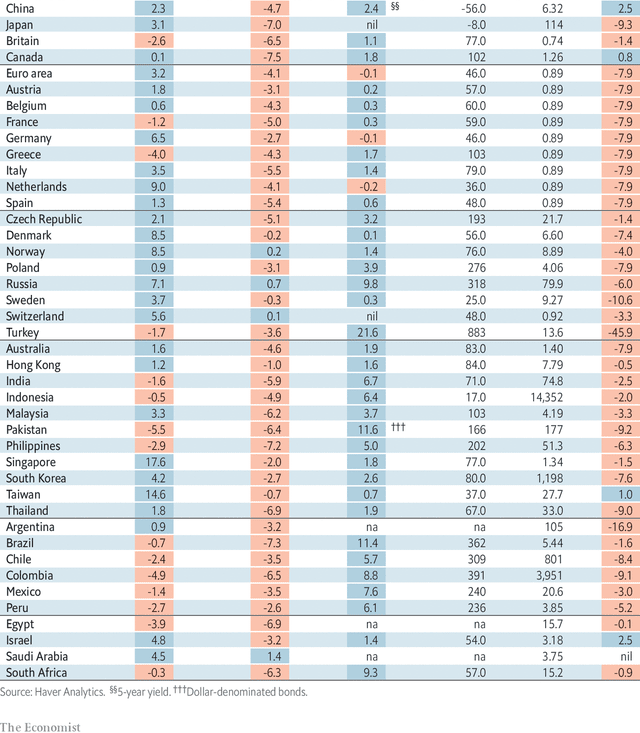 China 2.3 -4.7 2.4 §§ -56.0 6.32 2.5
Japan 3.1 -7.0 nil -8.0 114 -9.3
Britain -2.6 -6.5 1.1 77.0 0.74 -1.4
Canada 0.1 -7.5 1.8 102 1.26 0.8
Euro area 3.2 -4.1 -0.1 46.0 0.89 -7.9
Austria 1.8 -3.1 0.2 57.0 0.89 -7.9
Belgium 0.6 -4.3 0.3 60.0 0.89 -7.9
France -1.2 -5.0 0.3 59.0 0.89 -7.9
Germany 6.5 -2.7 -0.1 46.0 0.89 -7.9
Greece -4.0 -4.3 1.7 103 0.89 -7.9
Italy 3.5 -5.5 1.4 79.0 0.89 -7.9
Netherlands 9.0 -4.1 -0.2 36.0 0.89 -7.9
Spain 1.3 -5.4 0.6 48.0 0.89 -7.9
Czech Republic 2.1 -5.1 3.2 193 21.7 -1.4
Denmark 8.5 -0.2 0.1 56.0 6.60 -7.4
Norway 8.5 0.2 1.4 76.0 8.89 -4.0
Poland 0.9 -3.1 3.9 276 4.06 -7.9
Russia 7.1 0.7 9.8 318 79.9 -6.0
Sweden 3.7 -0.3 0.3 25.0 9.27 -10.6
Switzerland 5.6 0.1 nil 48.0 0.92 -3.3
Turkey -1.7 -3.6 21.6 883 13.6 -45.9
Australia 1.6 -4.6 1.9 83.0 1.40 -7.9
Hong Kong 1.2 -1.0 1.6 84.0 7.79 -0.5
India -1.6 -5.9 6.7 71.0 74.8 -2.5
Indonesia -0.5 -4.9 6.4 17.0 14,352 -2.0
Malaysia 3.3 -6.2 3.7 103 4.19 -3.3
Pakistan -5.5 -6.4 11.6 ††† 166 177 -9.2
Philippines -2.9 -7.2 5.0 202 51.3 -6.3
Singapore 17.6 -2.0 1.8 77.0 1.34 -1.5
South Korea 4.2 -2.7 2.6 80.0 1,198 -7.6
Taiwan 14.6 -0.7 0.7 37.0 27.7 1.0
Thailand 1.8 -6.9 1.9 67.0 33.0 -9.0
Argentina 0.9 -3.2 na na 105 -16.9
Brazil -0.7 -7.3 11.4 362 5.44 -1.6
Chile -2.4 -3.5 5.7 309 801 -8.4
Colombia -4.9 -6.5 8.8 391 3,951 -9.1
Mexico -1.4 -3.5 7.6 240 20.6 -3.0
Peru -2.7 -2.6 6.1 236 3.85 -5.2
Egypt -3.9 -6.9 na na 15.7 -0.1
Israel 4.8 -3.2 1.4 54.0 3.18 2.5
Saudi Arabia 4.5 1.4 na na 3.75 nil
South Africa -0.3 -6.3 9.3 57.0 15.2 -0.9
Source: Haver Analytics. §§5-year yield. †††Dollar-denominated bonds.
The Economist